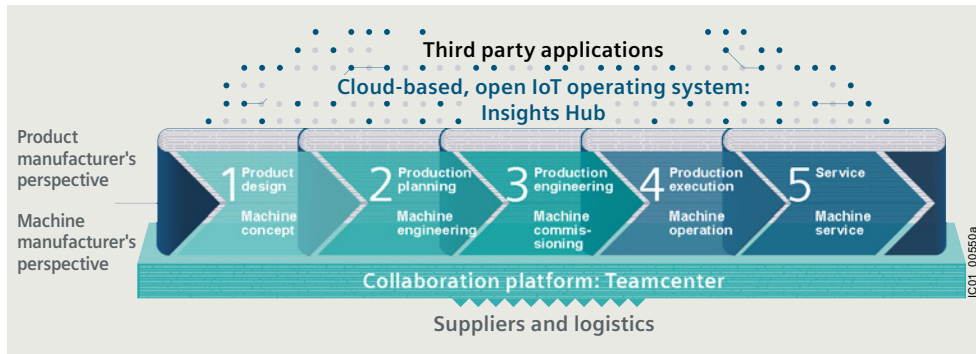 Third party applications
Cloud-based, open IoT operating system:
Insights Hub
Product
manufacturer's
perspective
Machine
manufacturer's
perspective
1 Product
design
Machine
concept
2 Production
planning
Machine
engineering
3 Production
engineering
Machine
commis-
sioning
4 Production
execution
Machine
operation
5 Service
Machine
service
Collaboration platform: Teamcenter
Suppliers and logistics
IC01_00550a